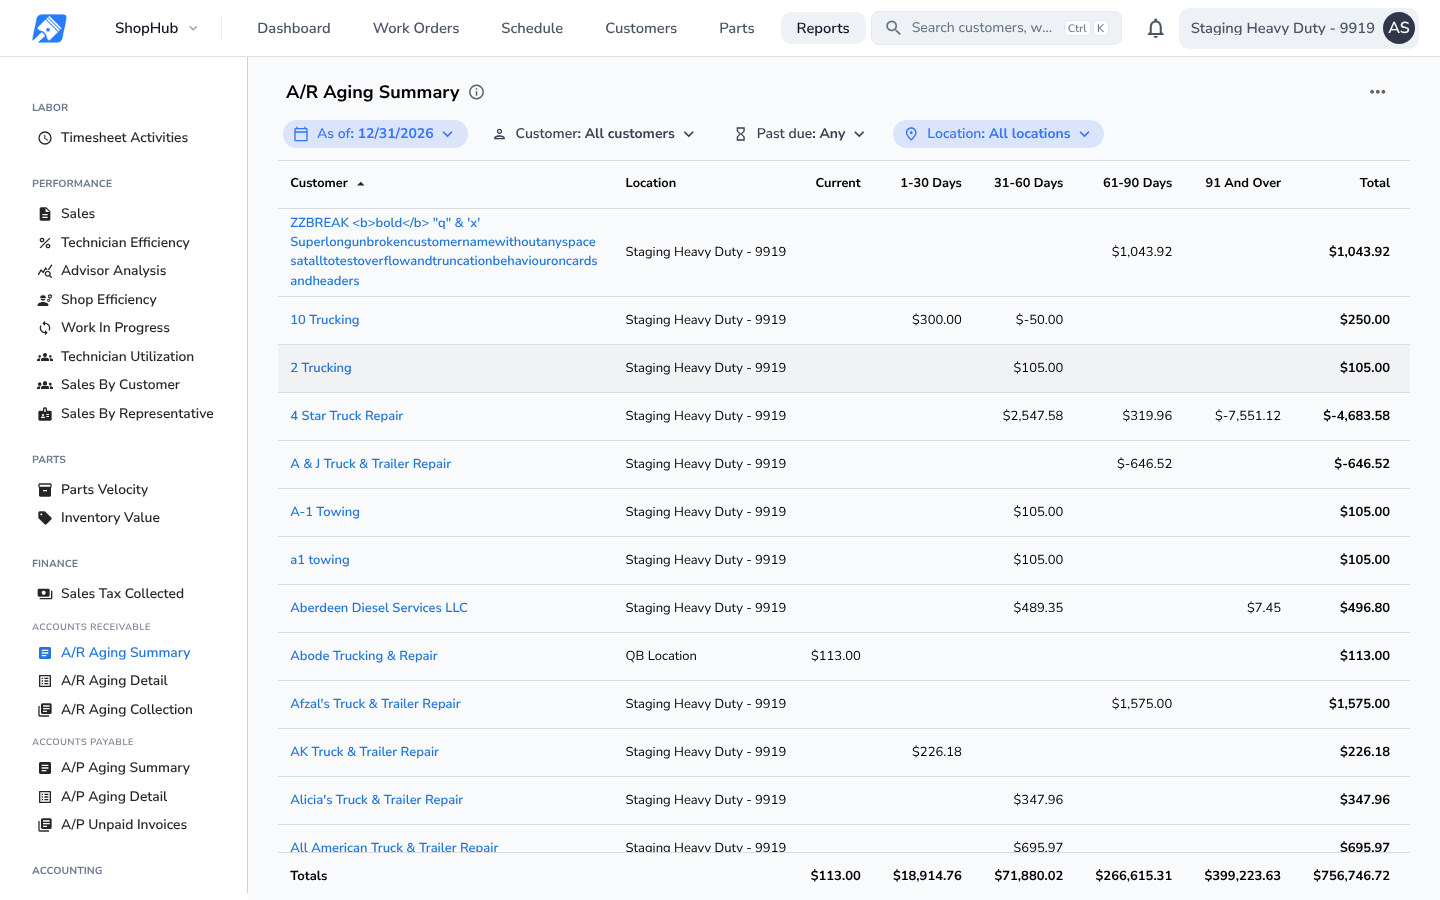 ShopHub
Dashboard
Work Orders
Schedule
Customers
Parts
Reports
Search customers, w...
Ctrl
K
Staging Heavy Duty - 9919
AS
LABOR
Timesheet Activities
PERFORMANCE
Sales
Technician Efficiency
Advisor Analysis
Shop Efficiency
Work In Progress
Technician Utilization
Sales By Customer
Sales By Representative
PARTS
Parts Velocity
Inventory Value
FINANCE
Sales Tax Collected
ACCOUNTS RECEIVABLE
A/R Aging Summary
A/R Aging Detail
A/R Aging Collection
ACCOUNTS PAYABLE
A/P Aging Summary
A/P Aging Detail
A/P Unpaid Invoices
ACCOUNTING
A/R Aging Summary
As of: 12/31/2026
Customer: All customers
Past due: Any
Location: All locations
Customer Location Current 1-30 Days 31-60 Days 61-90 Days 91 And Over Total
ZZBREAK <b>bold</b> "q" & 'x'
Superlongunbrokencustomernamewithoutanyspace
satalltotestoverflowandtruncationbehaviouroncards
andheaders
Staging Heavy Duty - 9919 $1,043.92 $1,043.92
10 Trucking Staging Heavy Duty - 9919 $300.00 $-50.00 $250.00
2 Trucking Staging Heavy Duty - 9919 $105.00 $105.00
4 Star Truck Repair Staging Heavy Duty - 9919 $2,547.58 $319.96 $-7,551.12 $-4,683.58
A & J Truck & Trailer Repair Staging Heavy Duty - 9919 $-646.52 $-646.52
A-1 Towing Staging Heavy Duty - 9919 $105.00 $105.00
a1 towing Staging Heavy Duty - 9919 $105.00 $105.00
Aberdeen Diesel Services LLC Staging Heavy Duty - 9919 $489.35 $7.45 $496.80
Abode Trucking & Repair QB Location $113.00 $113.00
Afzal's Truck & Trailer Repair Staging Heavy Duty - 9919 $1,575.00 $1,575.00
AK Truck & Trailer Repair Staging Heavy Duty - 9919 $226.18 $226.18
Alicia's Truck & Trailer Repair Staging Heavy Duty - 9919 $347.96 $347.96
All American Truck & Trailer Repair Staging Heavy Duty - 9919 $695.97 $695.97
Totals $113.00 $18,914.76 $71,880.02 $266,615.31 $399,223.63 $756,746.72